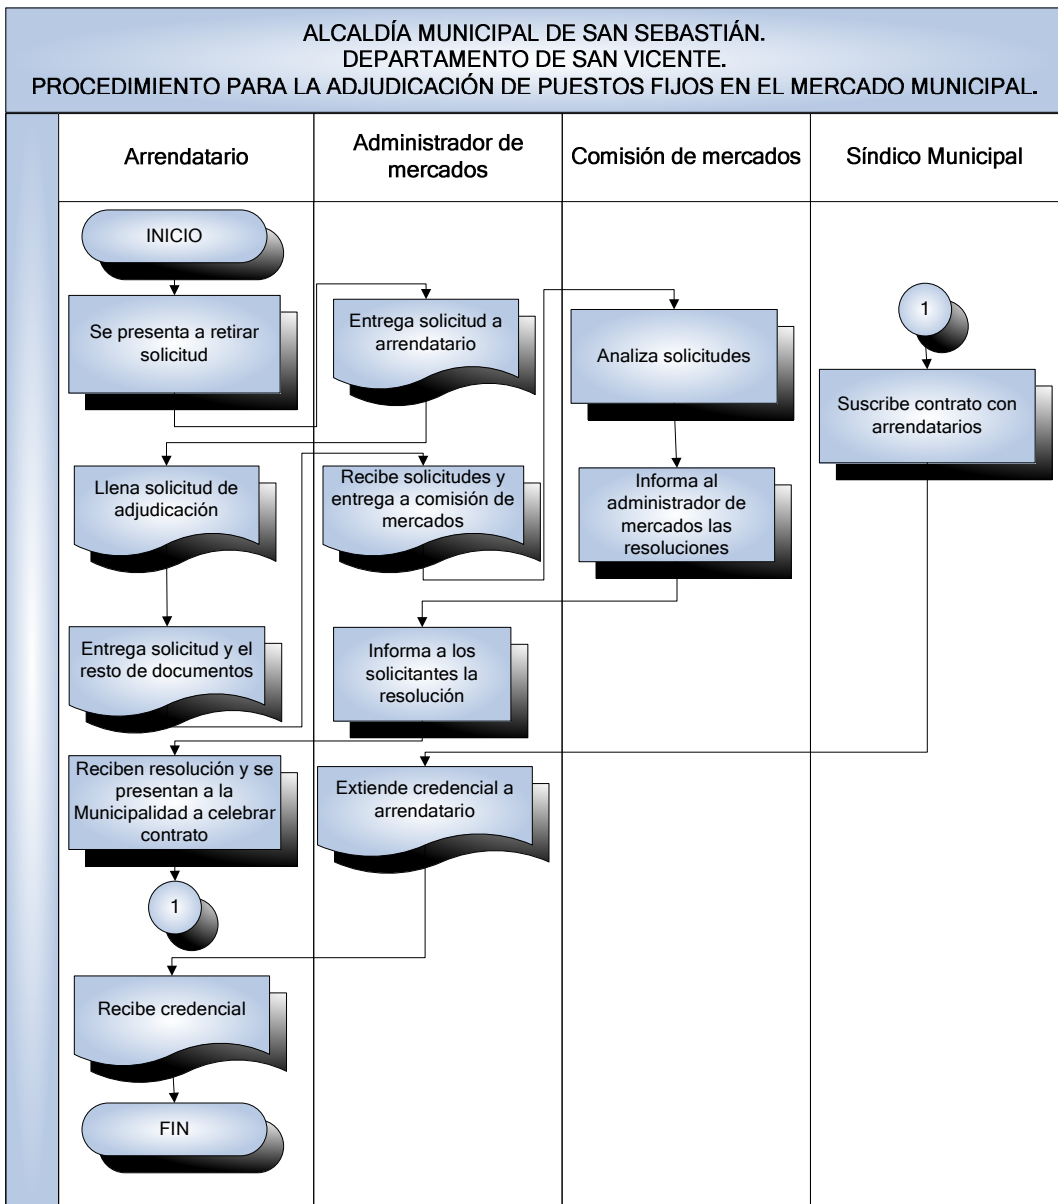 ALCALDÍA MUNICIPAL DE SAN SEBASTIÁN.
DEPARTAMENTO DE SAN VICENTE.
PROCEDIMIENTO PARA LA ADJUDICACIÓN DE PUESTOS FIJOS EN EL MERCADO MUNICIPAL.
Arrendatario
Administrador de
mercados
Comisión de mercados
Síndico Municipal
INICIO
Se presenta a retirar
solicitud
Entrega solicitud a
arrendatario
Analiza solicitudes
1
Suscribe contrato con
arrendatarios
Llena solicitud de
adjudicación
Recibe solicitudes y
entrega a comisión de
mercados
Informa al
administrador de
mercados las
resoluciones
Entrega solicitud y el
resto de documentos
Informa a los
solicitantes la
resolución
Reciben resolución y se
presentan a la
Municipalidad a celebrar
contrato
Extiende credencial a
arrendatario
1
Recibe credencial
FIN